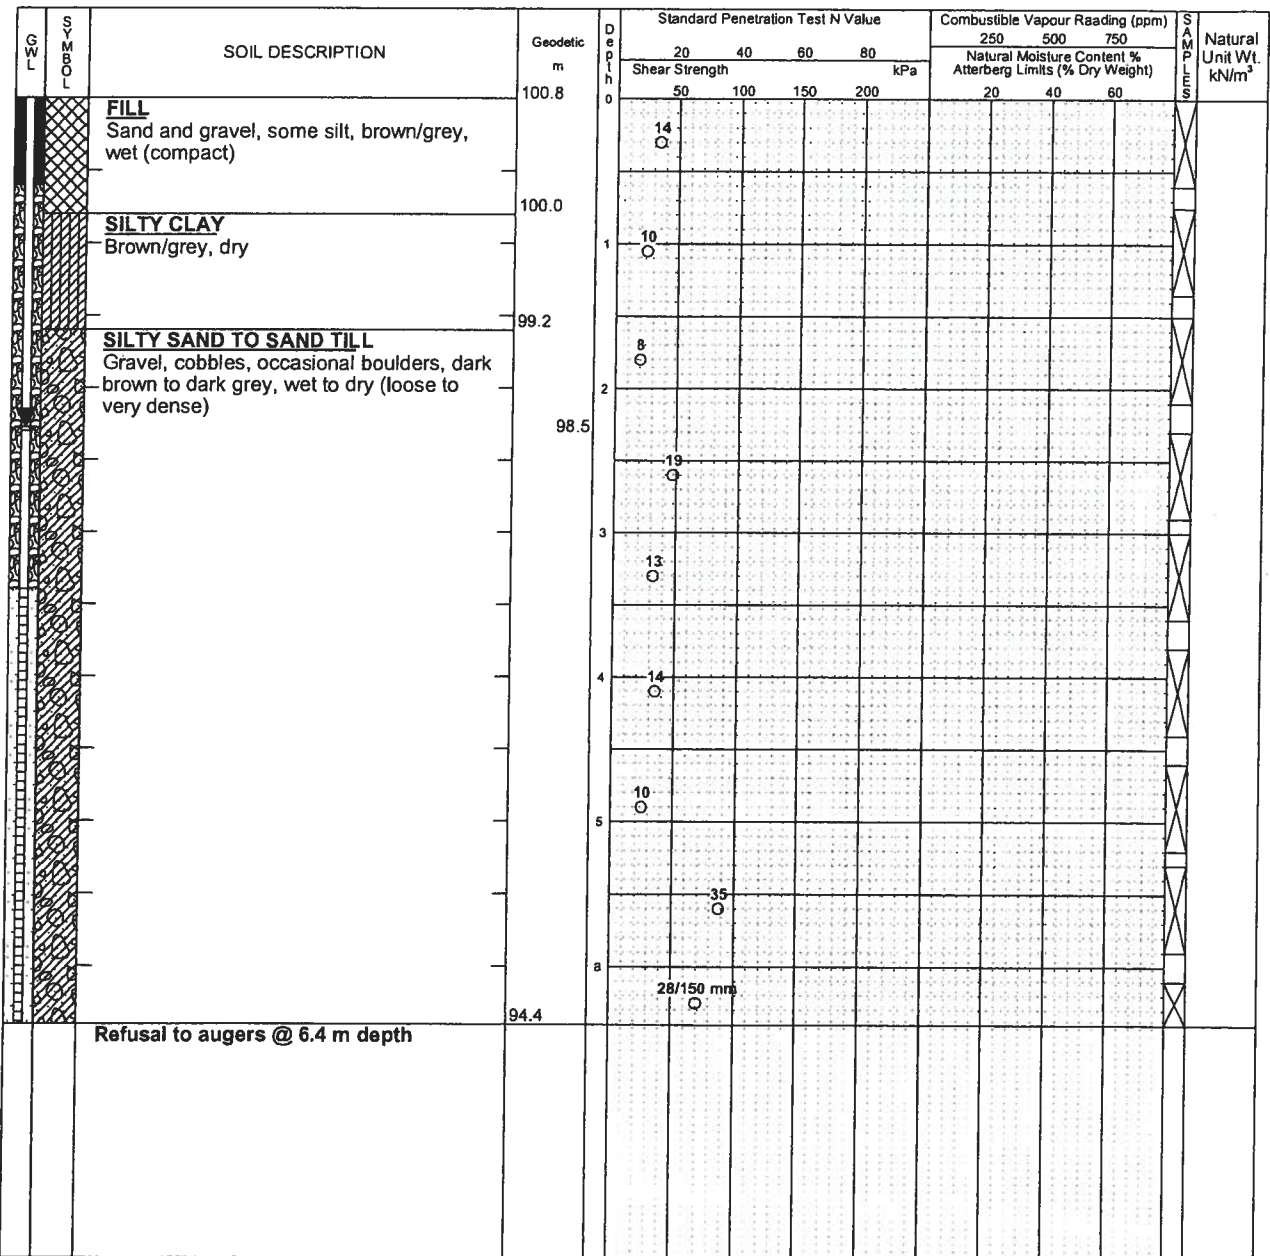 GWL
SYMBOL
SOIL DESCRIPTION
Geodetic
m
Depth
Standard Penetration Test N Value
20 40 60 80
Shear Strength kPa
50 100 150 200
Combustible Vapour Raading (ppm)
250 500 750
Natural Moisture Content %
Atterberg Limits (% Dry Weight)
20 40 60
SAMPLES
Natural
Unit Wt.
kN/m³
100.8
0
FILL
Sand and gravel, some silt, brown/grey,
wet (compact)
14
100.0
SILTY CLAY
Brown/grey, dry
10
1
99.2
SILTY SAND TO SAND TILL
Gravel, cobbles, occasional boulders, dark
brown to dark grey, wet to dry (loose to
very dense)
8
2
98.5
19
3
13
4
14
10
5
35
28/150 mm
94.4
Refusal to augers @ 6.4 m depth